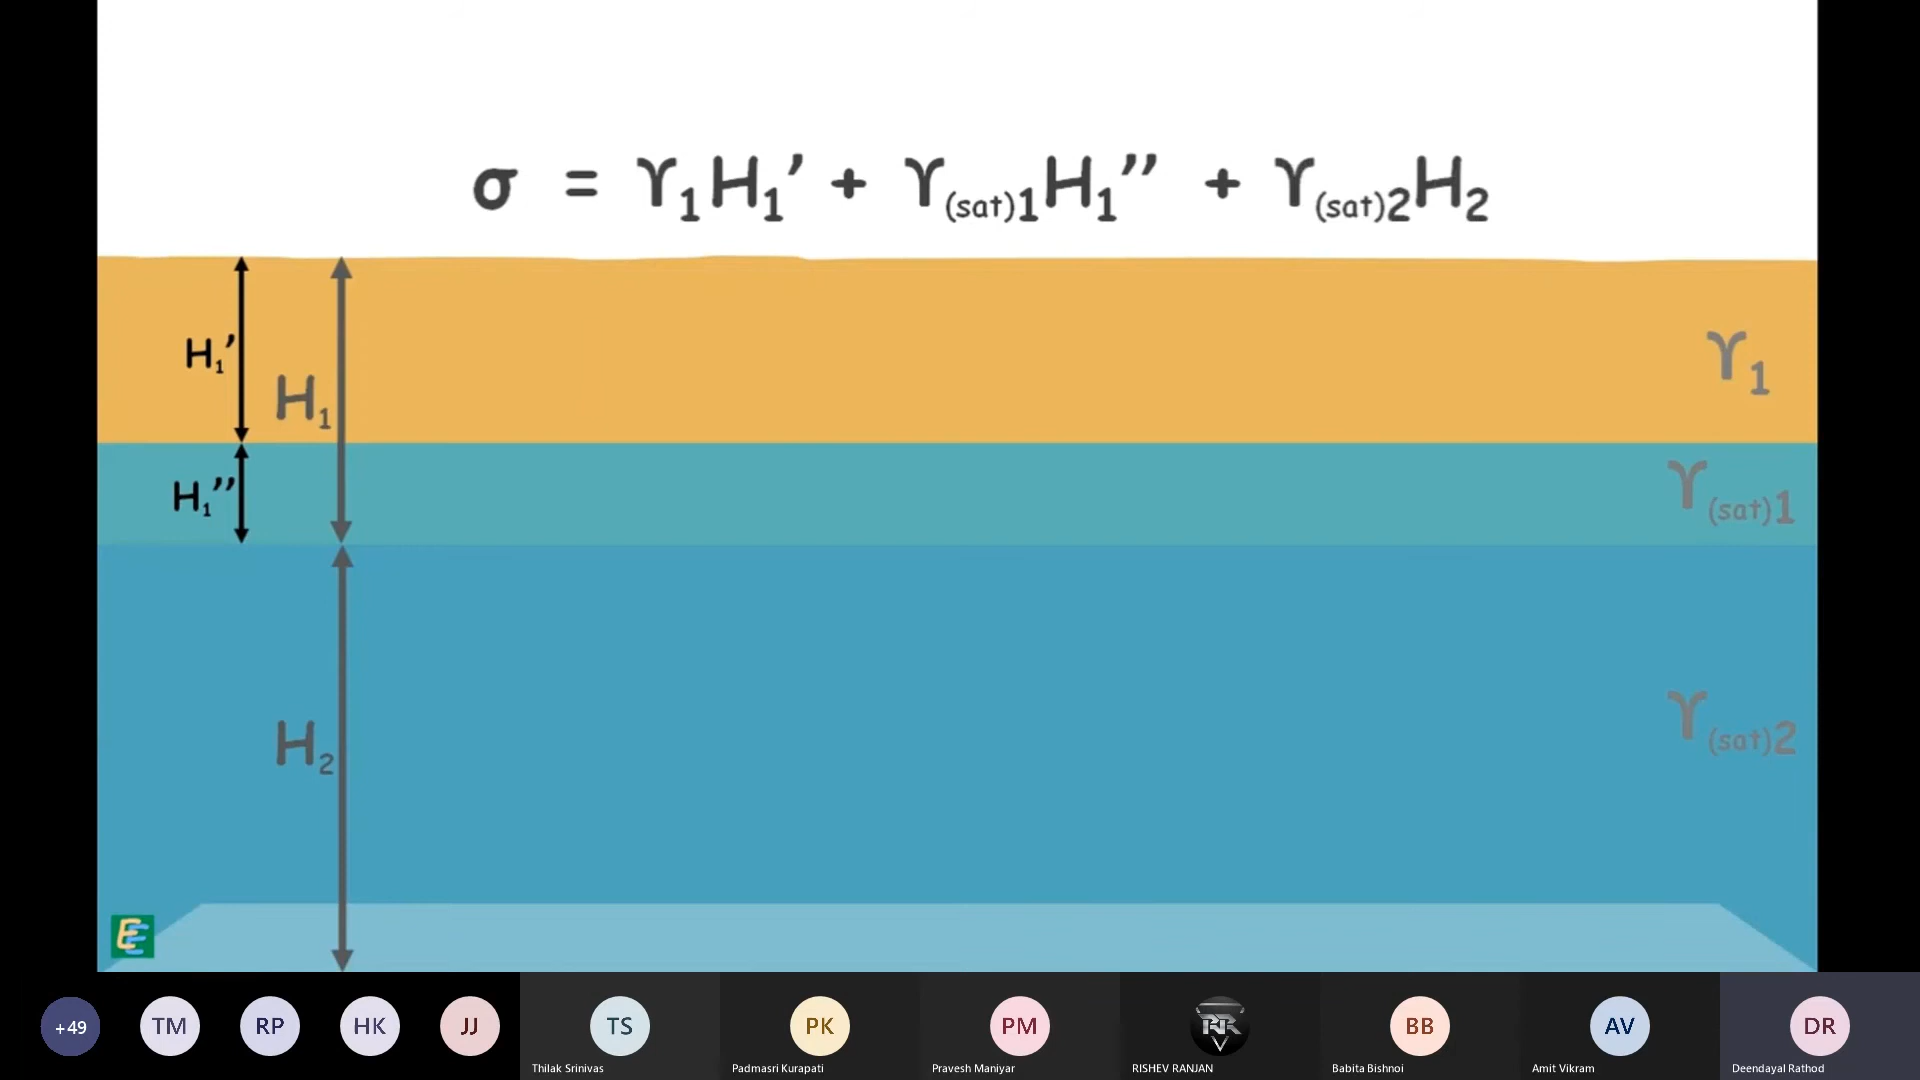 σ = ϒ₁H₁’ + ϒ₍sat₎₁H₁’’ + ϒ₍sat₎₂H₂
H₁’
H₁
ϒ₁
H₁’’
ϒ₍sat₎₁
H₂
ϒ₍sat₎₂
EE
+49
TM
RP
HK
JJ
TS
PK
PM
RR
BB
AV
DR
Thilak Srinivas
Padmasri Kurapati
Pravesh Maniyar
RISHEV RANJAN
Babita Bishnoi
Amit Vikram
Deendayal Rathod